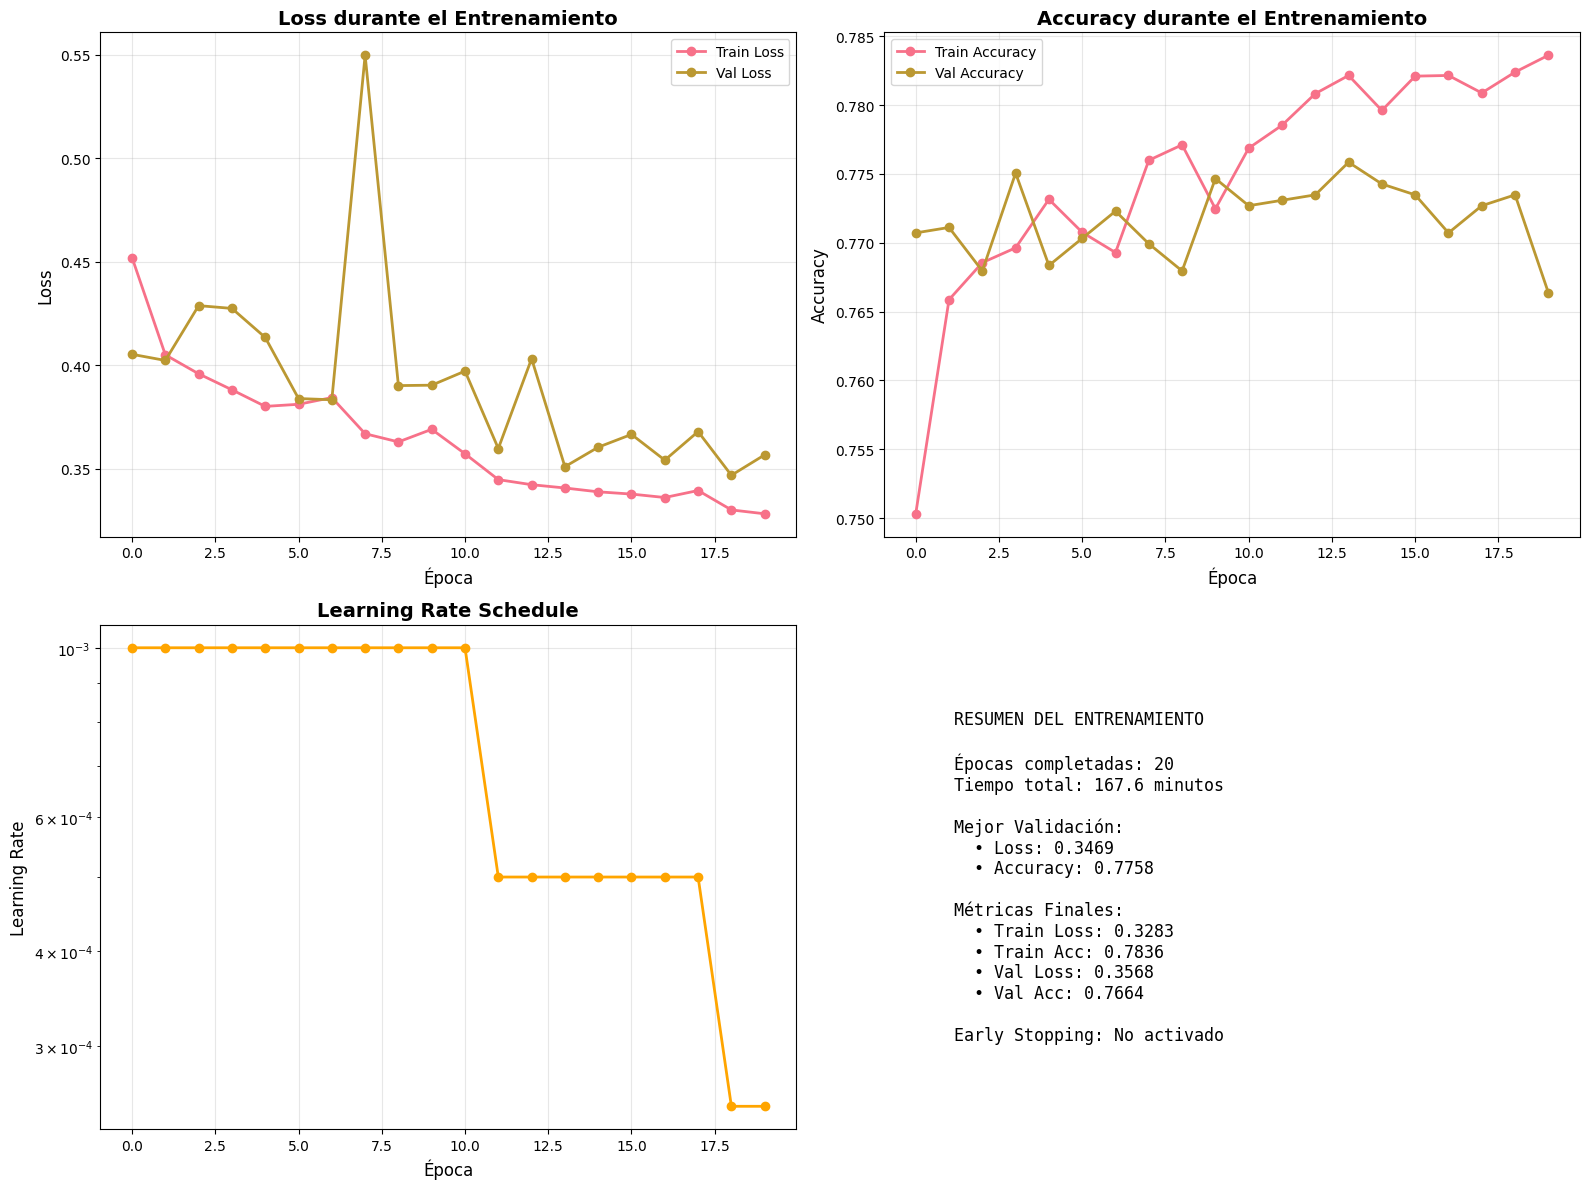 Loss durante el Entrenamiento
0.55
0.50
0.45
0.40
0.35
Loss
Train Loss
Val Loss
0.0 2.5 5.0 7.5 10.0 12.5 15.0 17.5
Época
Accuracy durante el Entrenamiento
0.785
0.780
0.775
0.770
0.765
0.760
0.755
0.750
Accuracy
Train Accuracy
Val Accuracy
0.0 2.5 5.0 7.5 10.0 12.5 15.0 17.5
Época
Learning Rate Schedule
10⁻³
6 × 10⁻⁴
4 × 10⁻⁴
3 × 10⁻⁴
Learning Rate
0.0 2.5 5.0 7.5 10.0 12.5 15.0 17.5
Época
RESUMEN DEL ENTRENAMIENTO
Épocas completadas: 20
Tiempo total: 167.6 minutos
Mejor Validación:
• Loss: 0.3469
• Accuracy: 0.7758
Métricas Finales:
• Train Loss: 0.3283
• Train Acc: 0.7836
• Val Loss: 0.3568
• Val Acc: 0.7664
Early Stopping: No activado